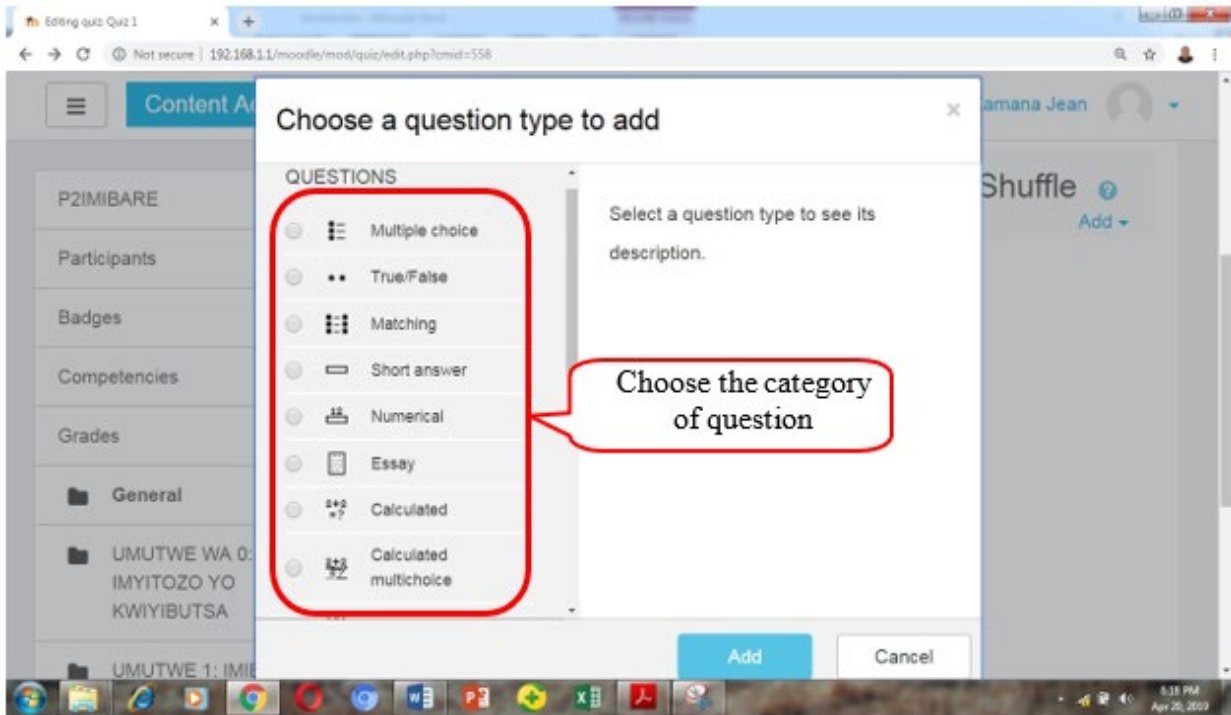 Editing quiz: Quiz 1
Not secure | 192.168.1.1/moodle/mod/quiz/edit.php?cmid=558
Content A
amana Jean
Choose a question type to add
P2IMIBARE
Participants
Badges
Competencies
Grades
General
UMUTWE WA 0:
IMYITOZO YO
KWIYIBUTSA
UMUTWE 1:
QUESTIONS
Multiple choice
True/False
Matching
Short answer
Numerical
Essay
Calculated
Calculated
multichoice
Select a question type to see its
description.
Choose the category
of question
Shuffle
Add
Add
Cancel
6:18 PM